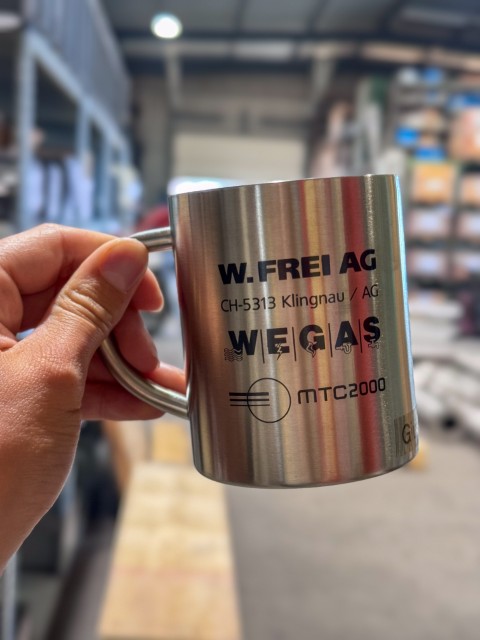 W. FREI AG
CH-5313 Klingnau / AG
WEGAS
MTC2000
G